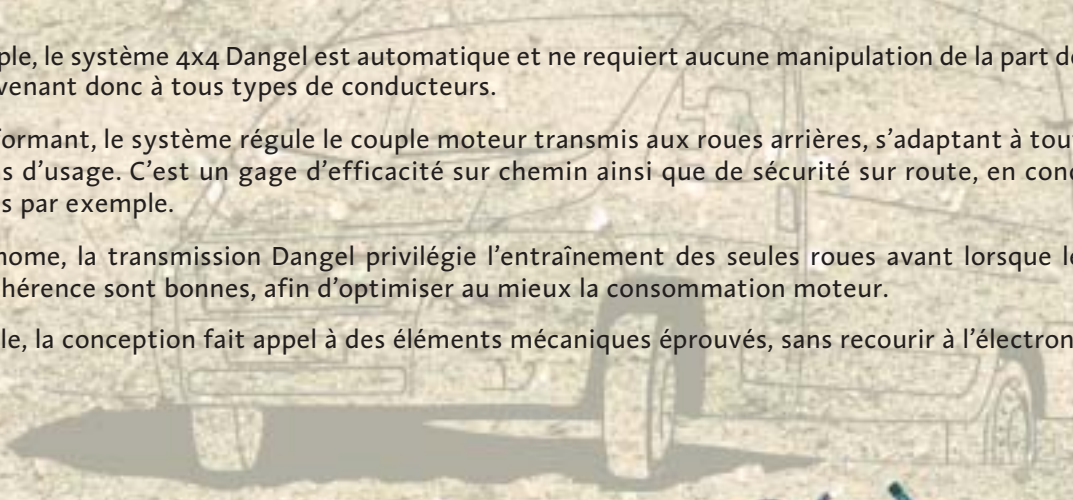 ple, le système 4x4 Dangel est automatique et ne requiert aucune manipulation de la part de
venant donc à tous types de conducteurs.
formant, le système régule le couple moteur transmis aux roues arrières, s’adaptant à tout
s d’usage. C’est un gage d’efficacité sur chemin ainsi que de sécurité sur route, en cond
s par exemple.
nome, la transmission Dangel privilégie l’entraînement des seules roues avant lorsque le
hérence sont bonnes, afin d’optimiser au mieux la consommation moteur.
le, la conception fait appel à des éléments mécaniques éprouvés, sans recourir à l’électron